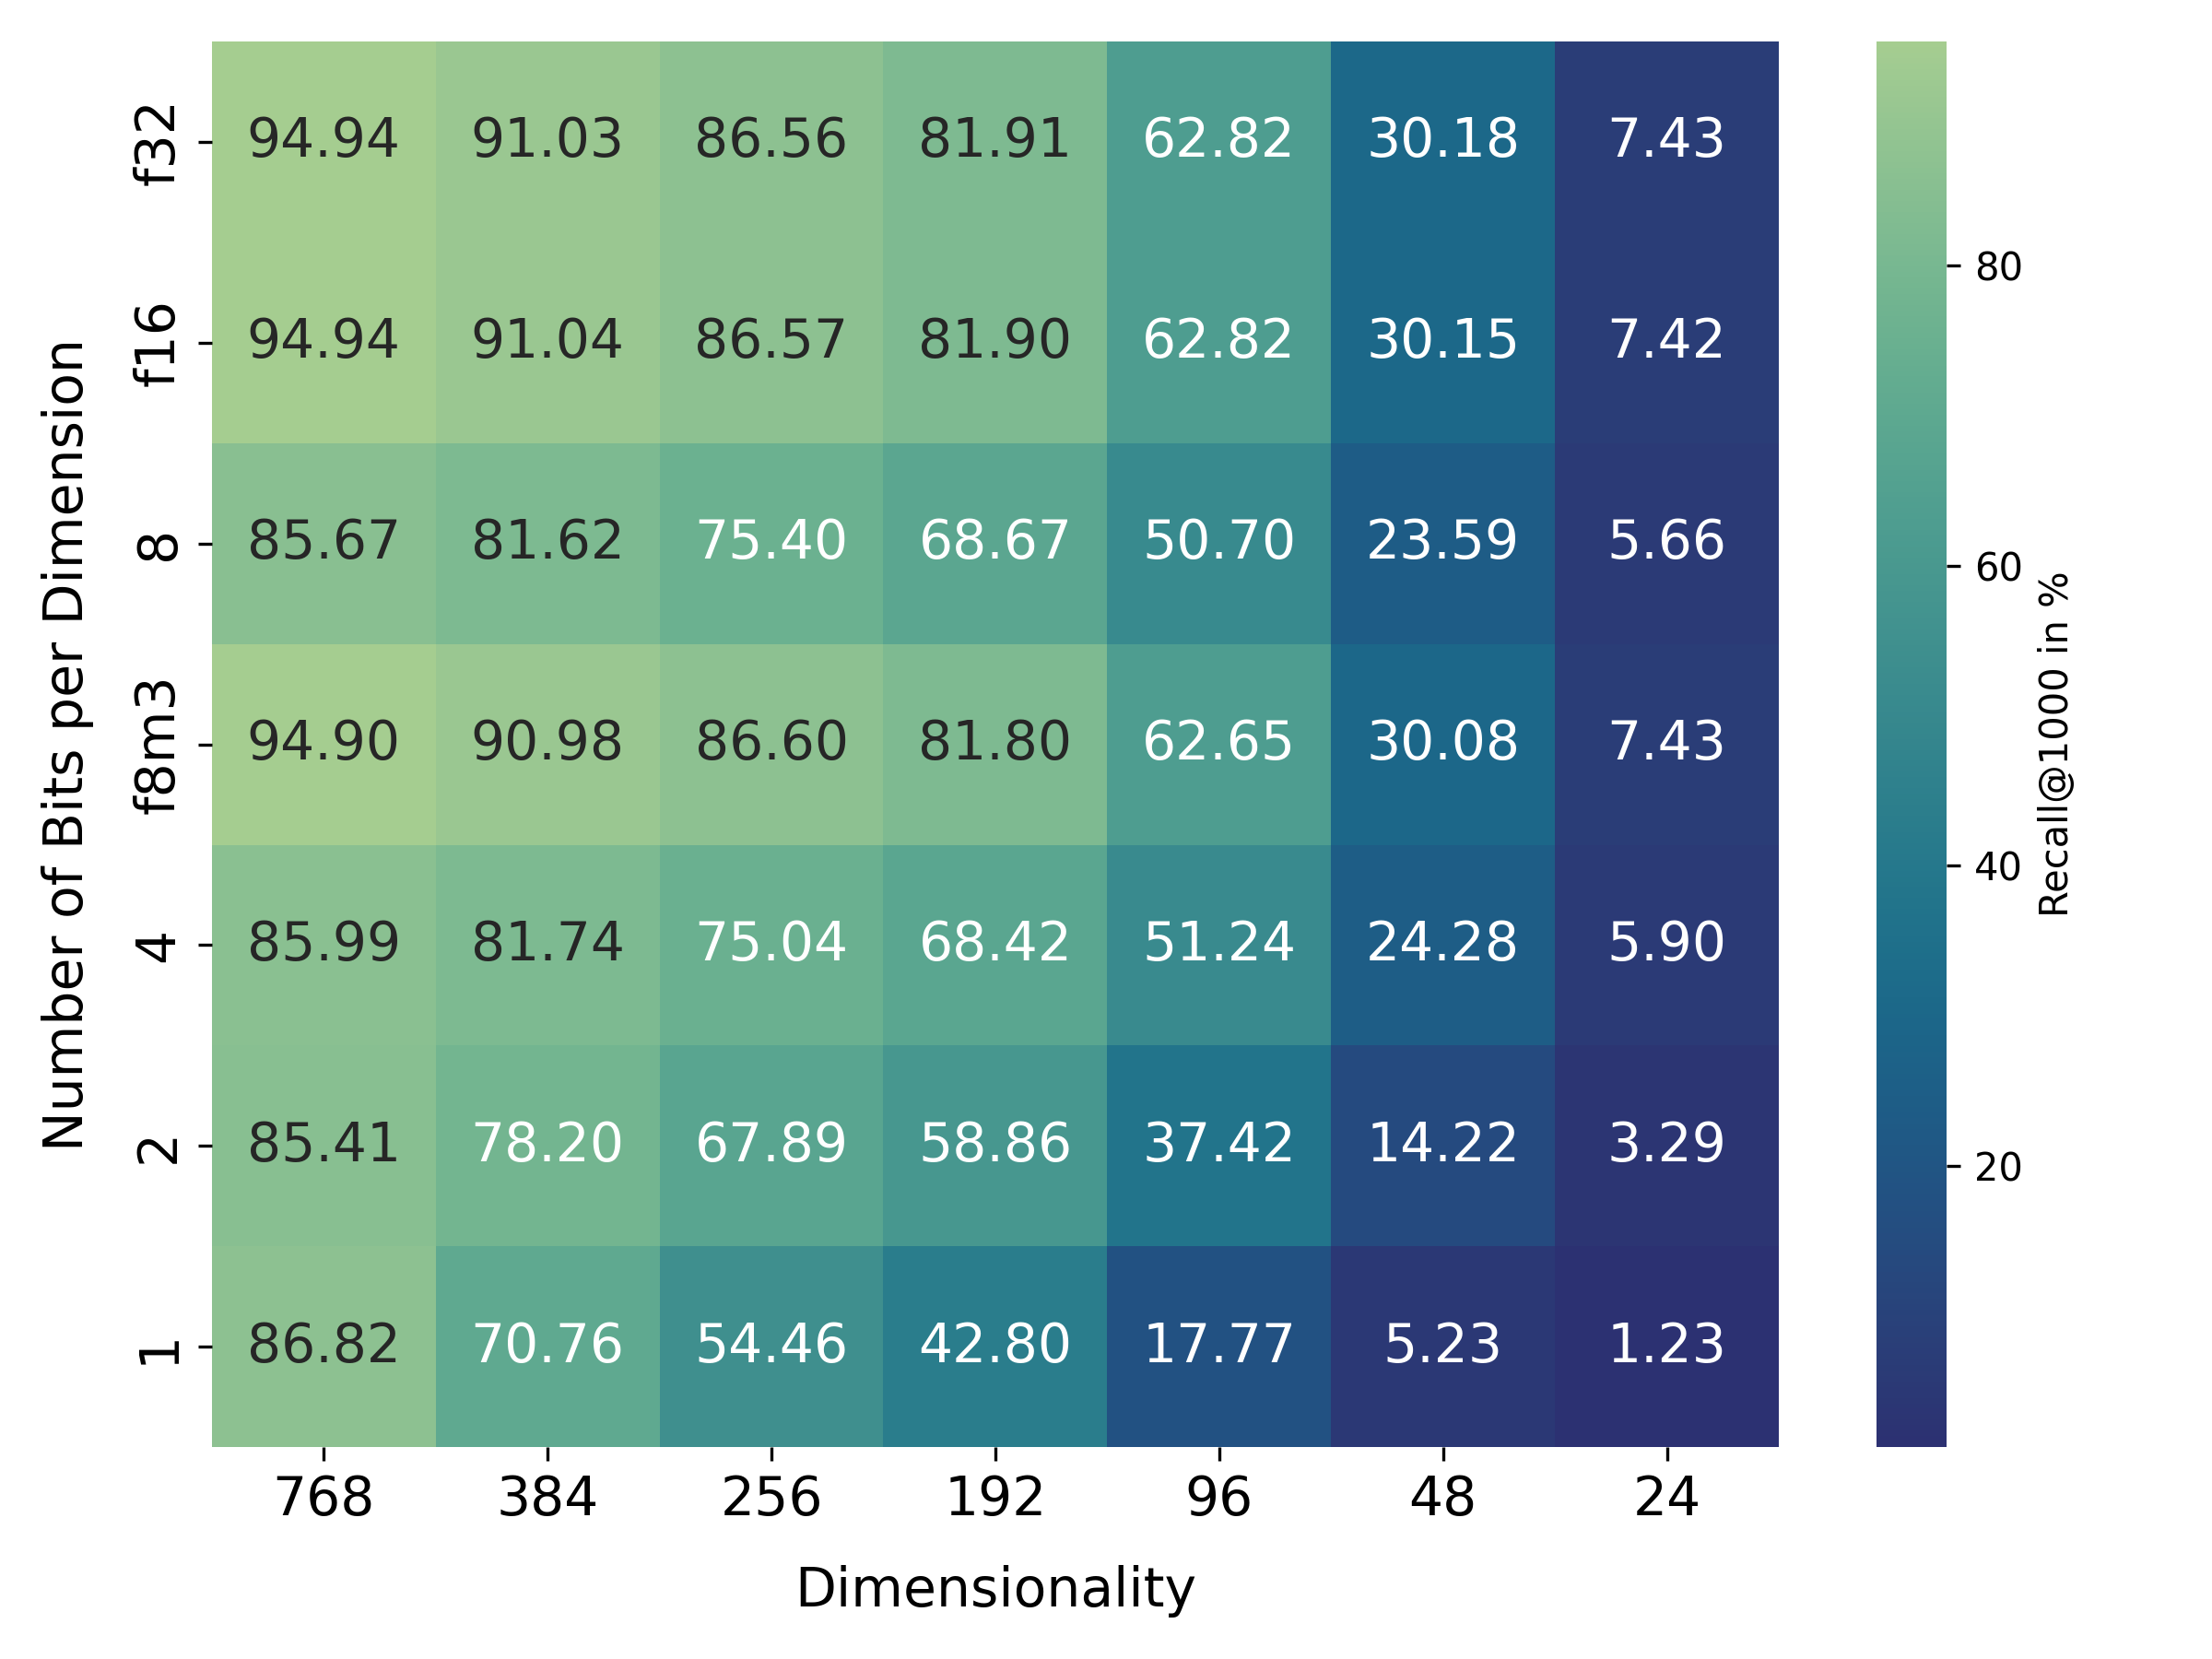 Number of Bits per Dimension
f32 94.94 91.03 86.56 81.91 62.82 30.18 7.43
f16 94.94 91.04 86.57 81.90 62.82 30.15 7.42
8 85.67 81.62 75.40 68.67 50.70 23.59 5.66
f8m3 94.90 90.98 86.60 81.80 62.65 30.08 7.43
4 85.99 81.74 75.04 68.42 51.24 24.28 5.90
2 85.41 78.20 67.89 58.86 37.42 14.22 3.29
1 86.82 70.76 54.46 42.80 17.77 5.23 1.23
768 384 256 192 96 48 24
Dimensionality
80
60
40
20
Recall@1000 in %